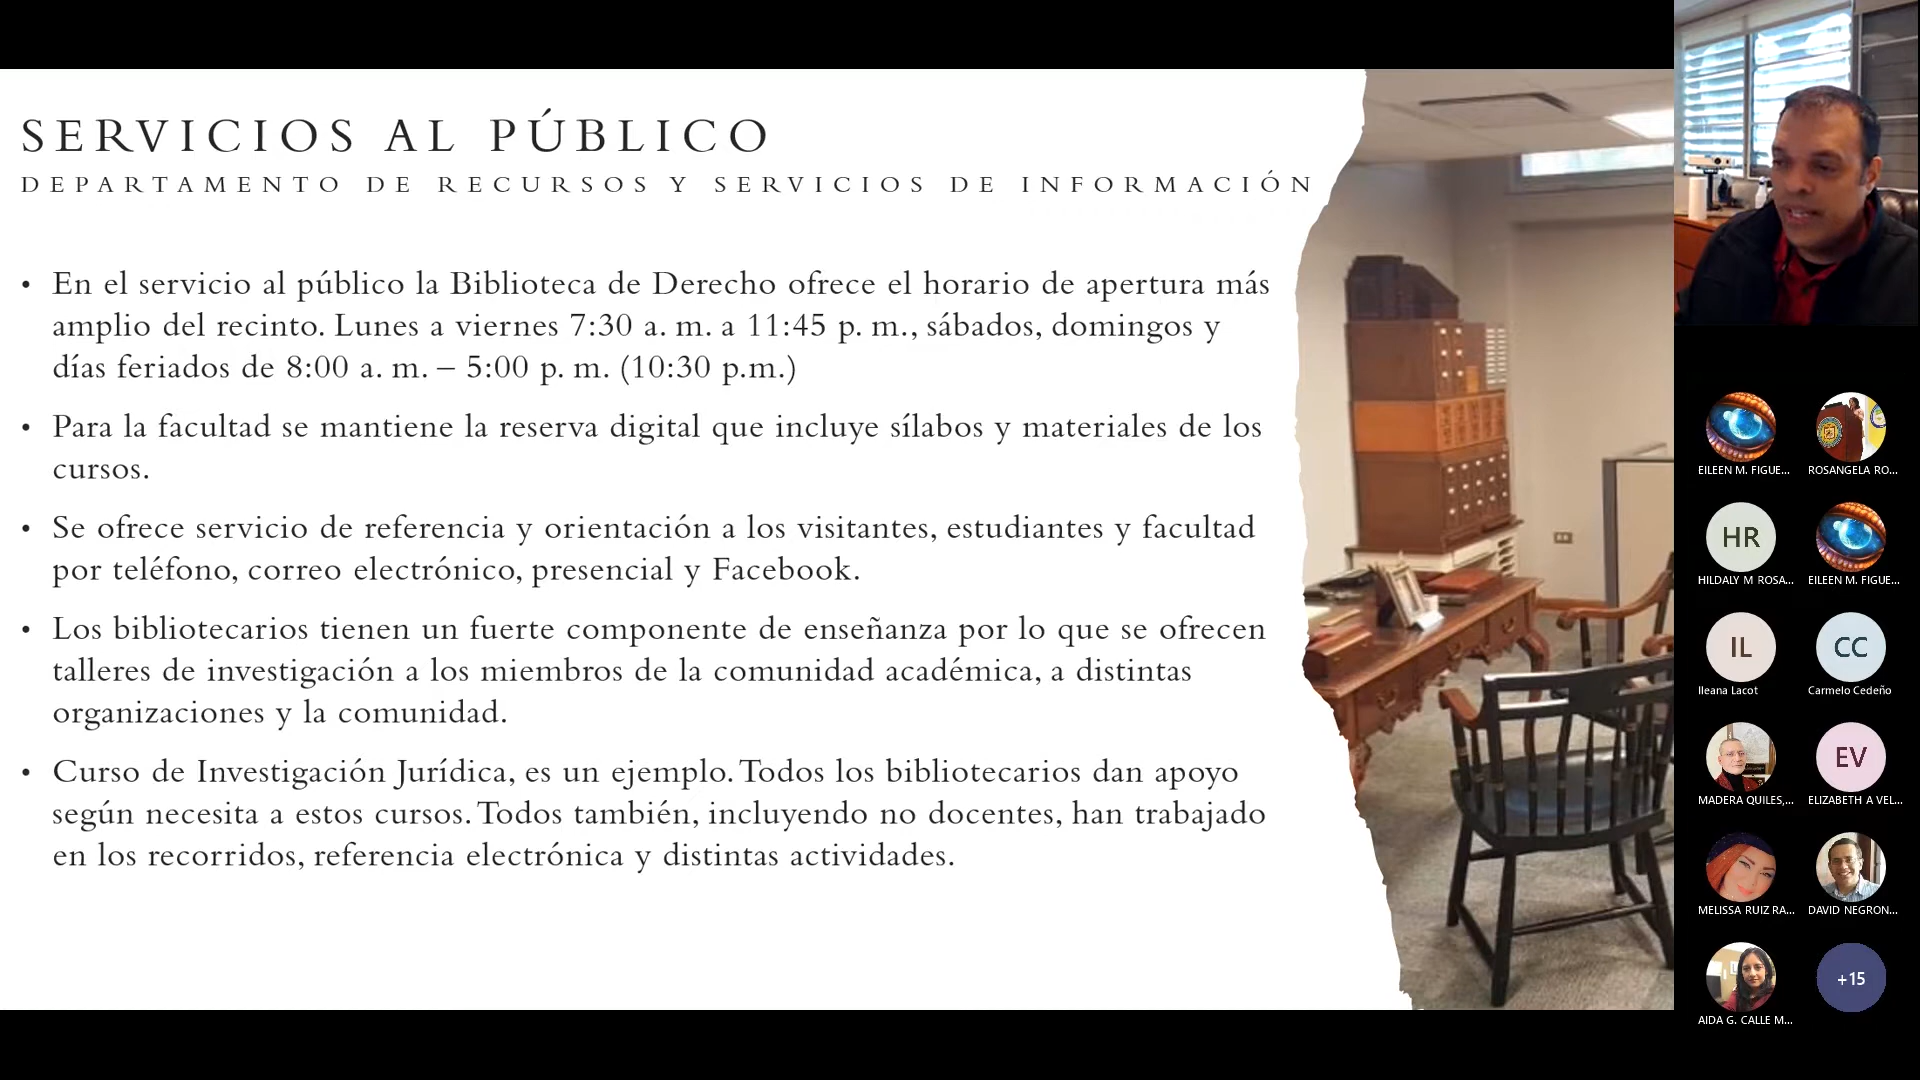 SERVICIOS AL PÚBLICO
DEPARTAMENTO DE RECURSOS Y SERVICIOS DE INFORMACIÓN
• En el servicio al público la Biblioteca de Derecho ofrece el horario de apertura más
amplio del recinto. Lunes a viernes 7:30 a. m. a 11:45 p. m., sábados, domingos y
días feriados de 8:00 a. m. – 5:00 p. m. (10:30 p.m.)
• Para la facultad se mantiene la reserva digital que incluye sílabos y materiales de los
cursos.
• Se ofrece servicio de referencia y orientación a los visitantes, estudiantes y facultad
por teléfono, correo electrónico, presencial y Facebook.
• Los bibliotecarios tienen un fuerte componente de enseñanza por lo que se ofrecen
talleres de investigación a los miembros de la comunidad académica, a distintas
organizaciones y la comunidad.
• Curso de Investigación Jurídica, es un ejemplo. Todos los bibliotecarios dan apoyo
según necesita a estos cursos. Todos también, incluyendo no docentes, han trabajado
en los recorridos, referencia electrónica y distintas actividades.
EILEEN M. FIGUE...
ROSANGELA RO...
HR
HILDALY M ROSA...
EILEEN M. FIGUE...
IL
Ileana Lacot
CC
Carmelo Cedeño
MADERA QUILES,...
EV
ELIZABETH A VEL...
MELISSA RUIZ RA...
DAVID NEGRON...
AIDA G. CALLE M...
+15